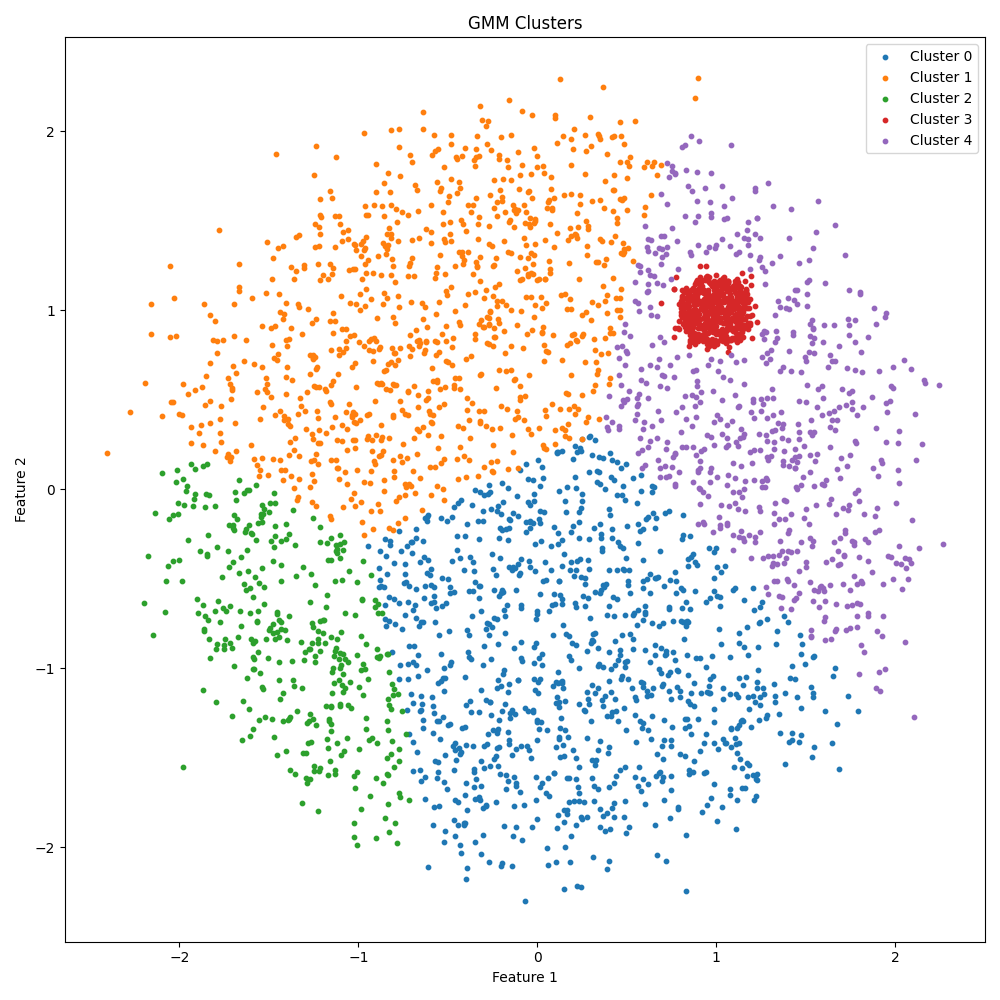 GMM Clusters
Cluster 0
Cluster 1
Cluster 2
Cluster 3
Cluster 4
Feature 2
2
1
0
−1
−2
−2
−1
0
1
2
Feature 1